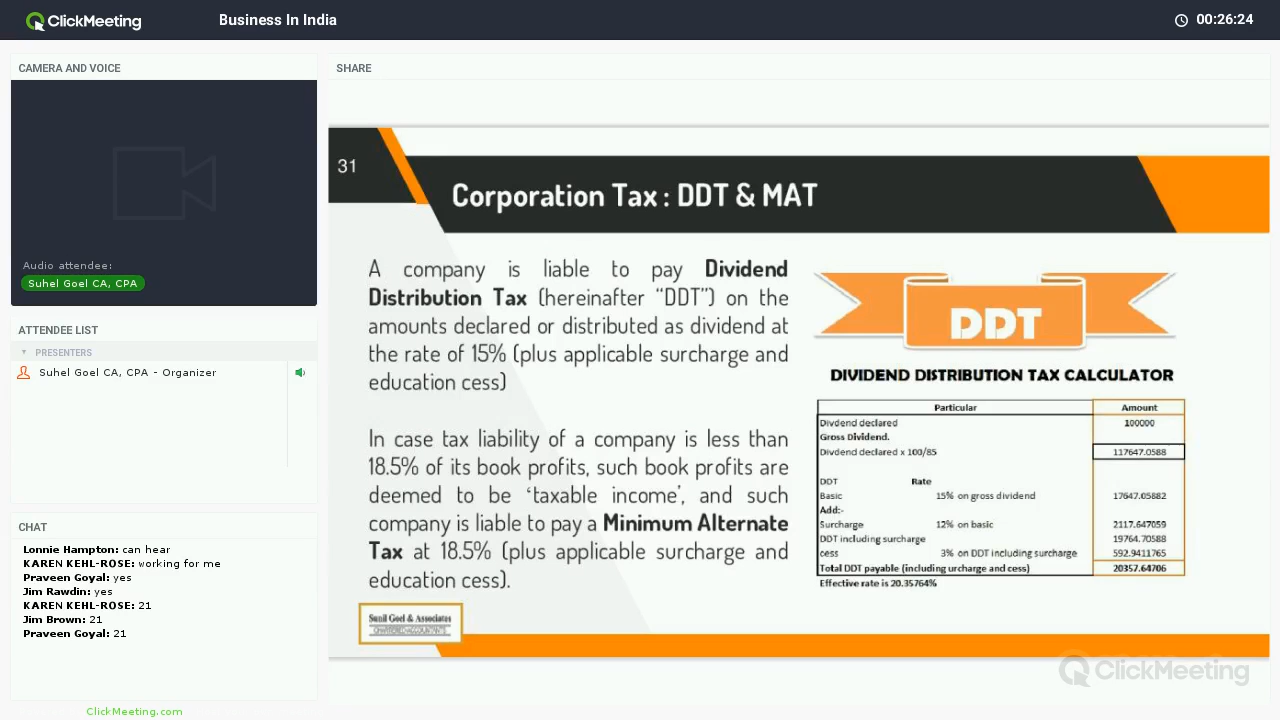 ClickMeeting
Business In India
00:26:24
CAMERA AND VOICE
Audio attendee:
Suhel Goel CA, CPA
ATTENDEE LIST
PRESENTERS
Suhel Goel CA, CPA - Organizer
CHAT
Lonnie Hampton: can hear
KAREN KEHL-ROSE: working for me
Praveen Goyal: yes
Jim Rawdin: yes
KAREN KEHL-ROSE: 21
Jim Brown: 21
Praveen Goyal: 21
ClickMeeting.com
SHARE
31
Corporation Tax : DDT & MAT
A company is liable to pay Dividend
Distribution Tax (hereinafter “DDT”) on the
amounts declared or distributed as dividend at
the rate of 15% (plus applicable surcharge and
education cess)
In case tax liability of a company is less than
18.5% of its book profits, such book profits are
deemed to be ‘taxable income’, and such
company is liable to pay a Minimum Alternate
Tax at 18.5% (plus applicable surcharge and
education cess).
Sunil Goel & Associates
CHARTERED ACCOUNTANTS
DDT
DIVIDEND DISTRIBUTION TAX CALCULATOR
Particular Amount
Divdend declared 100000
Gross Dividend.
Divdend declared x 100/85 117647.0588
DDT Rate
Basic 15% on gross dividend 17647.05882
Add:-
Surcharge 12% on basic 2117.647059
DDT including surcharge 19764.70588
cess 3% on DDT including surcharge 592.9411765
Total DDT payable (including urcharge and cess) 20357.64706
Effective rate is 20.35764%
ClickMeeting